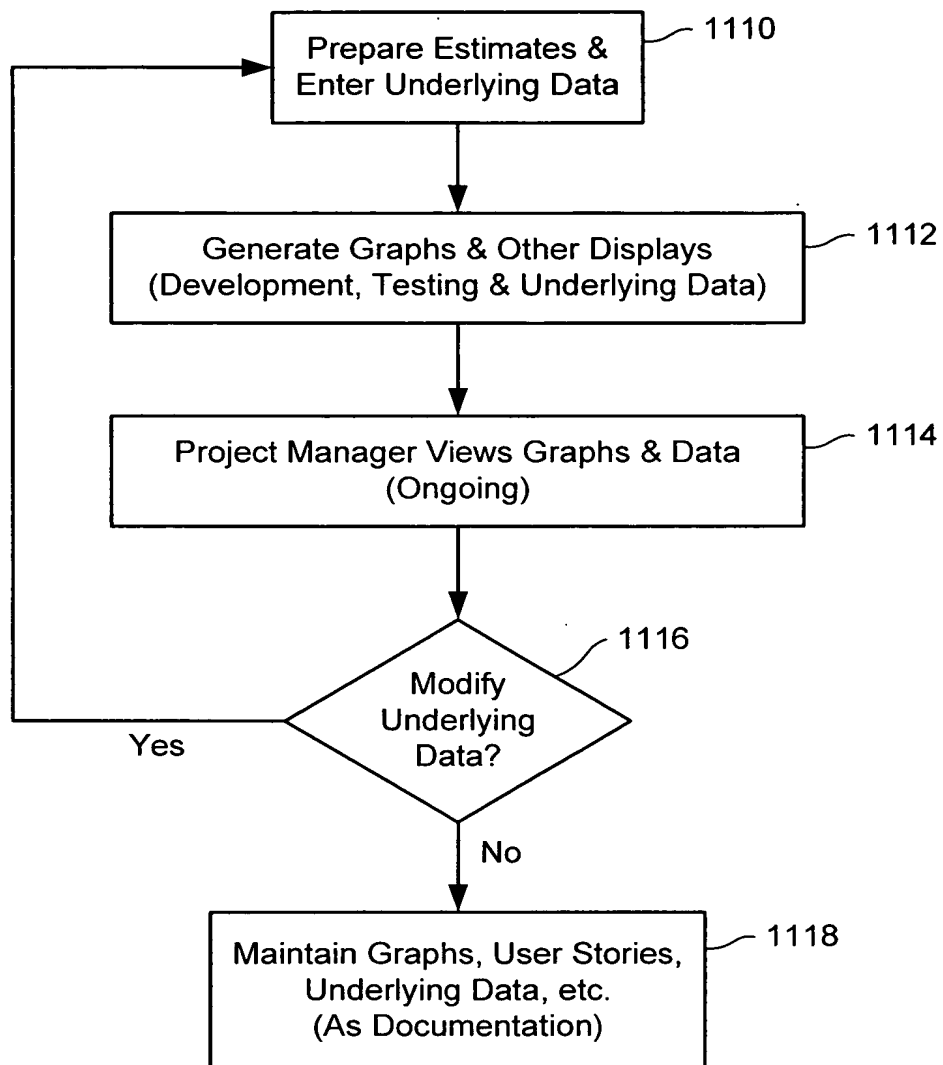 Prepare Estimates &
Enter Underlying Data
1110
Generate Graphs & Other Displays
(Development, Testing & Underlying Data)
1112
Project Manager Views Graphs & Data
(Ongoing)
1114
Modify
Underlying
Data?
1116
Yes
No
Maintain Graphs, User Stories,
Underlying Data, etc.
(As Documentation)
1118